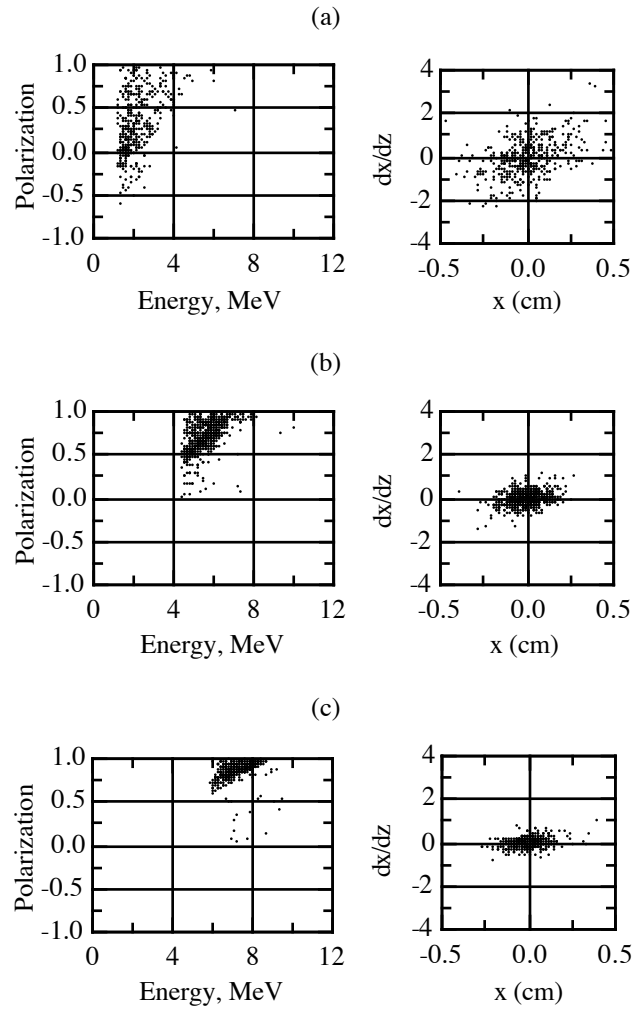 (a)
Polarization
1.0
0.5
0.0
-0.5
-1.0
0 4 8 12
Energy, MeV
dx/dz
4
2
0
-2
-4
-0.5 0.0 0.5
x (cm)
(b)
Polarization
1.0
0.5
0.0
-0.5
-1.0
0 4 8 12
Energy, MeV
dx/dz
4
2
0
-2
-4
-0.5 0.0 0.5
x (cm)
(c)
Polarization
1.0
0.5
0.0
-0.5
-1.0
0 4 8 12
Energy, MeV
dx/dz
4
2
0
-2
-4
-0.5 0.0 0.5
x (cm)